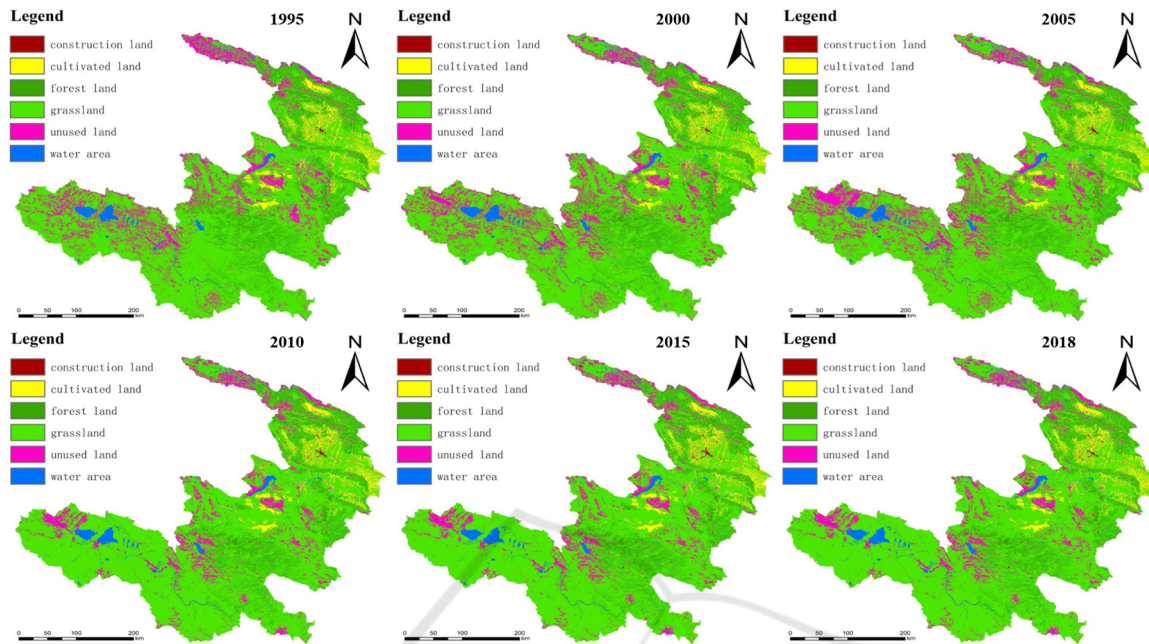 Legend 1995 N
construction land
cultivated land
forest land
grassland
unused land
water area
0 50 100 200
km
Legend 2000 N
construction land
cultivated land
forest land
grassland
unused land
water area
0 50 100 200
km
Legend 2005 N
construction land
cultivated land
forest land
grassland
unused land
water area
0 50 100 200
km
Legend 2010 N
construction land
cultivated land
forest land
grassland
unused land
water area
0 50 100 200
km
Legend 2015 N
construction land
cultivated land
forest land
grassland
unused land
water area
0 50 100 200
km
Legend 2018 N
construction land
cultivated land
forest land
grassland
unused land
water area
0 50 100 200
km